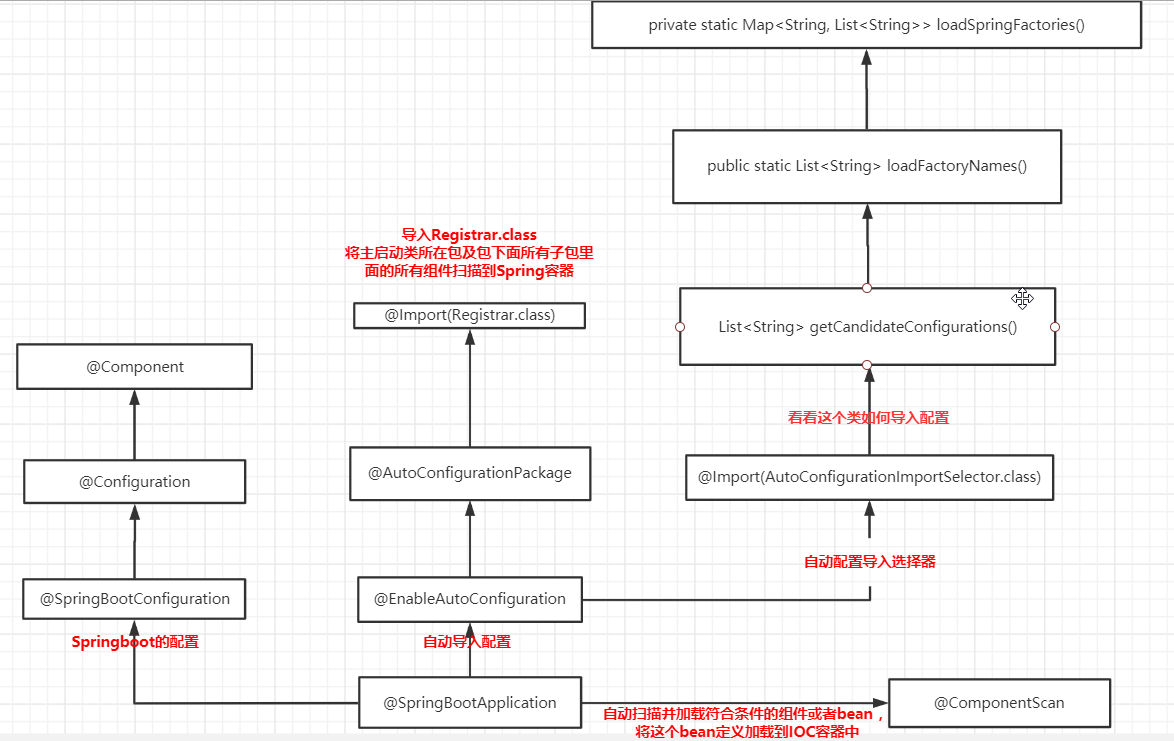 private static Map<String, List<String>> loadSpringFactories()
public static List<String> loadFactoryNames()
导入Registrar.class
将主启动类所在包及包下面所有子包里
面的所有组件扫描到Spring容器
@Import(Registrar.class)
List<String> getCandidateConfigurations()
@Component
看看这个类如何导入配置
@AutoConfigurationPackage
@Import(AutoConfigurationImportSelector.class)
@Configuration
自动配置导入选择器
@SpringBootConfiguration
@EnableAutoConfiguration
Springboot的配置
自动导入配置
@SpringBootApplication
@ComponentScan
自动扫描并加载符合条件的组件或者bean，
将这个bean定义加载到IOC容器中